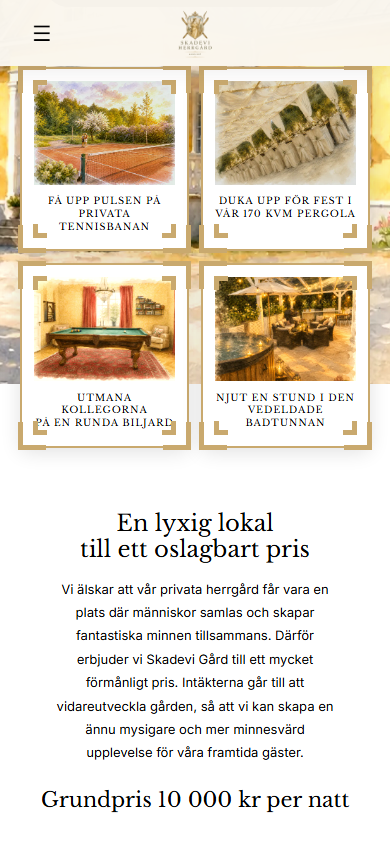 SKADEVI
HERRGÅRD
FÅ UPP PULSEN PÅ
PRIVATA
TENNISBANAN
DUKA UPP FÖR FEST I
VÅR 170 KVM PERGOLA
UTMANA
KOLLEGORNA
PÅ EN RUNDA BILJARD
NJUT EN STUND I DEN
VEDELDADE
BADTUNNAN
En lyxig lokal
till ett oslagbart pris
Vi älskar att vår privata herrgård får vara en
plats där människor samlas och skapar
fantastiska minnen tillsammans. Därför
erbjuder vi Skadevi Gård till ett mycket
förmånligt pris. Intäkterna går till att
vidareutveckla gården, så att vi kan skapa en
ännu mysigare och mer minnesvärd
upplevelse för våra framtida gäster.
Grundpris 10 000 kr per natt